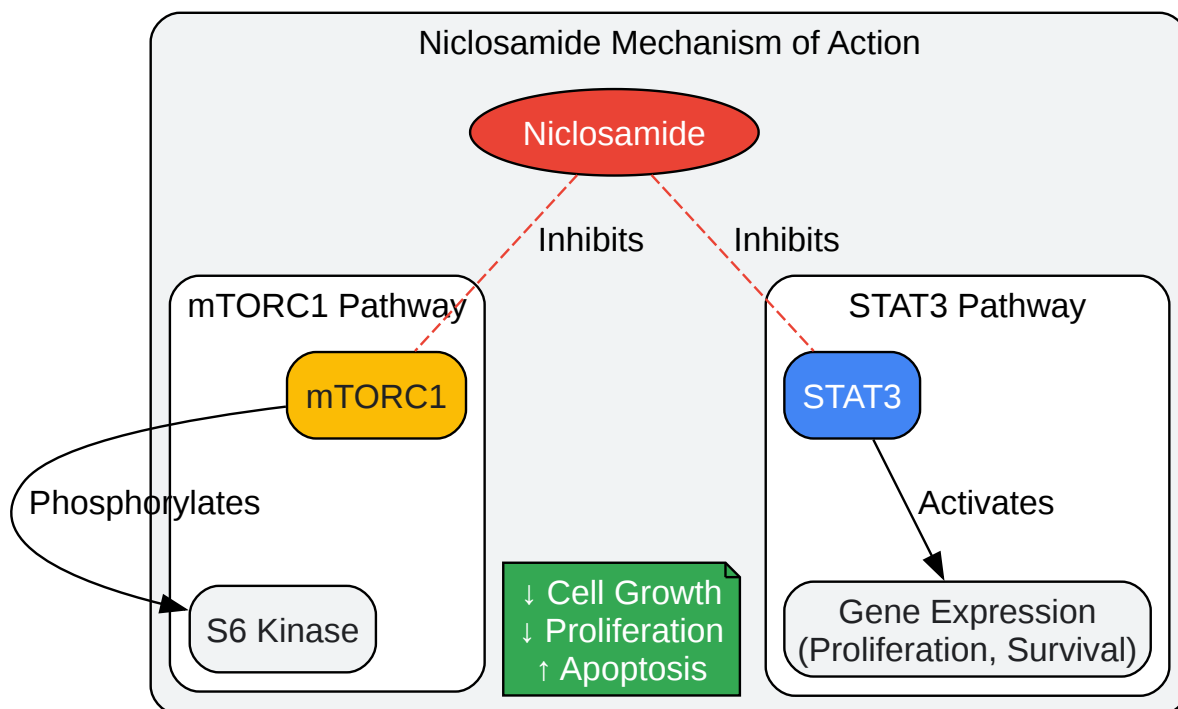 Niclosamide Mechanism of Action
Niclosamide
Inhibits
Inhibits
mTORC1 Pathway
STAT3 Pathway
mTORC1
STAT3
Phosphorylates
Activates
S6 Kinase
↓ Cell Growth
↓ Proliferation
↑ Apoptosis
Gene Expression
(Proliferation, Survival)